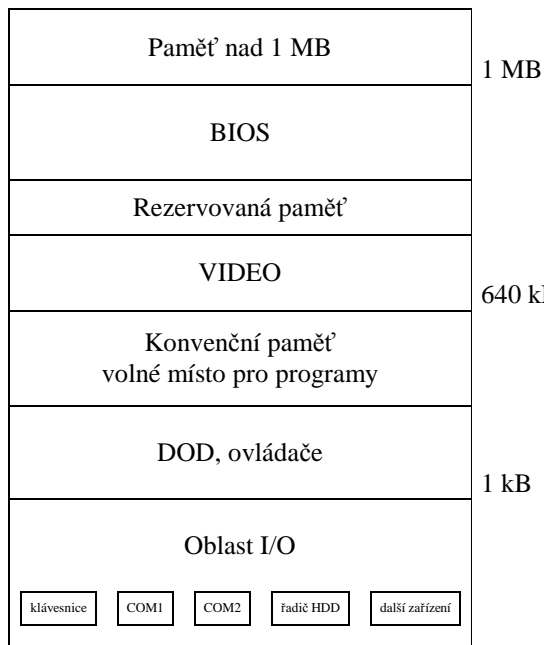 Paměť nad 1 MB
1 MB
BIOS
Rezervovaná paměť
VIDEO
640 k
Konvenční paměť
volné místo pro programy
DOD, ovládače
1 kB
Oblast I/O
klávesnice
COM1
COM2
řadič HDD
další zařízení